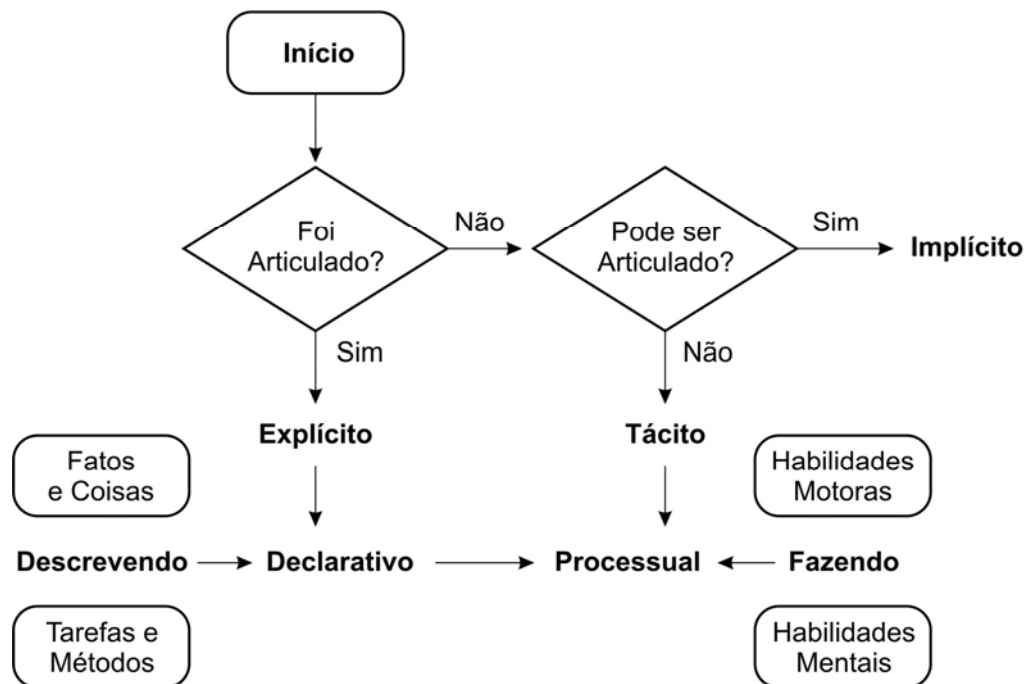 Início
Foi
Articulado?
Não
Pode ser
Articulado?
Sim
Implícito
Sim
Não
Explícito
Tácito
Fatos
e Coisas
Habilidades
Motoras
Descrevendo
Declarativo
Processual
Fazendo
Tarefas e
Métodos
Habilidades
Mentais